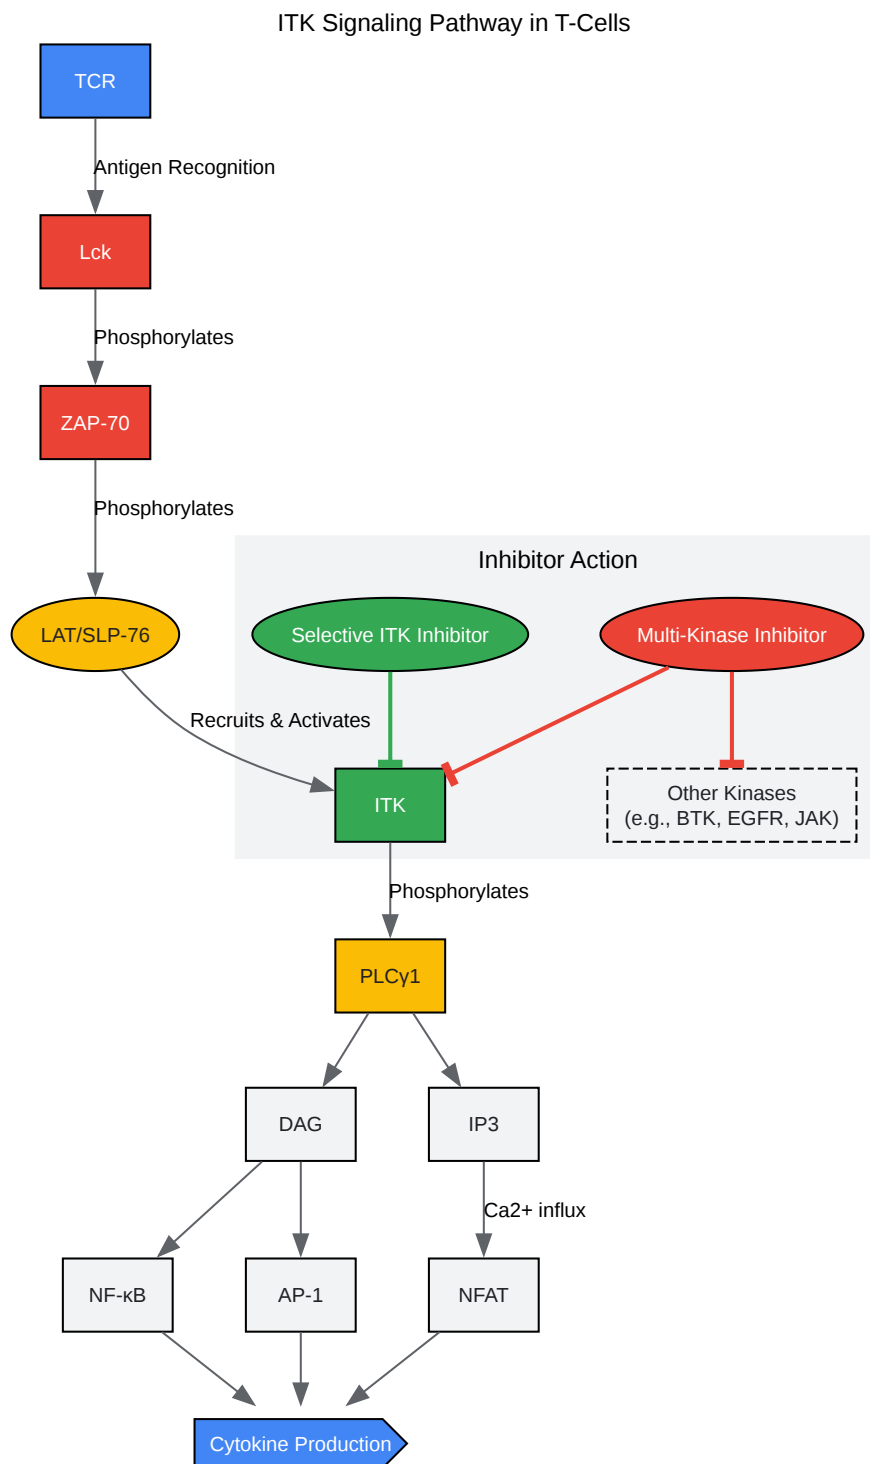 ITK Signaling Pathway in T-Cells
TCR
Antigen Recognition
Lck
Phosphorylates
ZAP-70
Phosphorylates
Inhibitor Action
LAT/SLP-76
Selective ITK Inhibitor
Multi-Kinase Inhibitor
Recruits & Activates
ITK
Other Kinases
(e.g., BTK, EGFR, JAK)
Phosphorylates
PLCγ1
DAG
IP3
Ca2+ influx
NF-κB
AP-1
NFAT
Cytokine Production